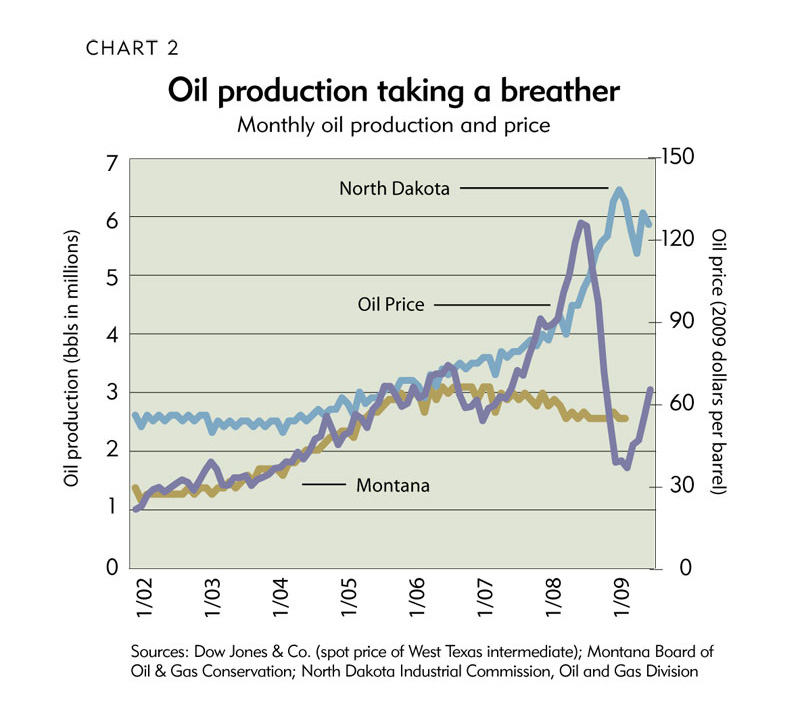 CHART 2
Oil production taking a breather
Monthly oil production and price
7
6
5
4
3
2
1
0
Oil production (bbls in millions)
150
120
90
60
30
0
Oil price (2009 dollars per barrel)
North Dakota
Oil Price
Montana
1/02
1/03
1/04
1/05
1/06
1/07
1/08
1/09
Sources: Dow Jones & Co. (spot price of West Texas intermediate); Montana Board of
Oil & Gas Conservation; North Dakota Industrial Commission, Oil and Gas Division